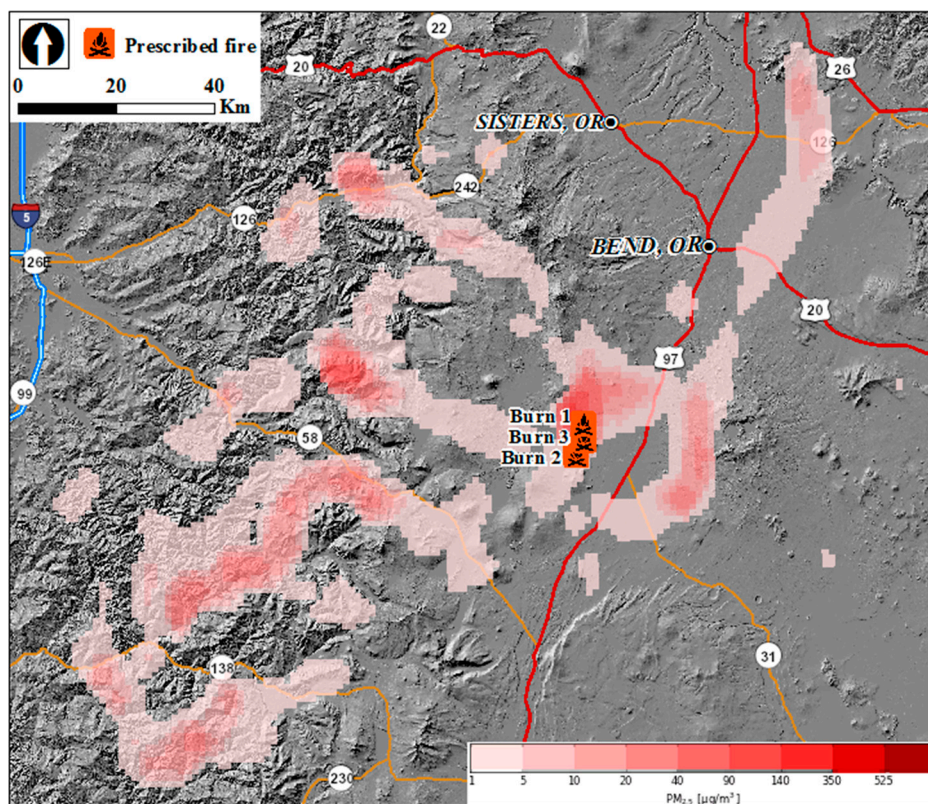 Prescribed fire
0 20 40
Km
22
20
26
SISTERS, OR
126
242
126
5
BEND, OR
126E
20
97
99
Burn 1
Burn 3
Burn 2
58
31
138
230
1 5 10 20 40 90 140 350 525
PM2.5 [µg/m³]